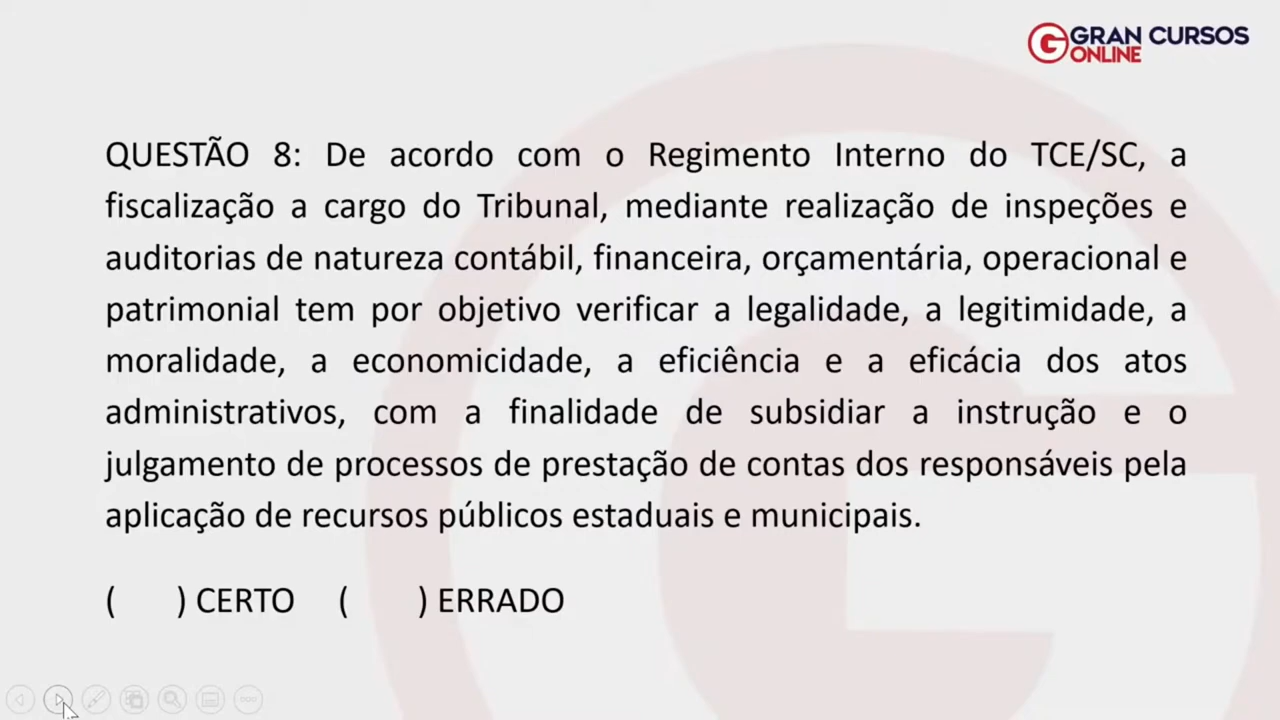 GRAN CURSOS
ONLINE
QUESTÃO 8: De acordo com o Regimento Interno do TCE/SC, a
fiscalização a cargo do Tribunal, mediante realização de inspeções e
auditorias de natureza contábil, financeira, orçamentária, operacional e
patrimonial tem por objetivo verificar a legalidade, a legitimidade, a
moralidade, a economicidade, a eficiência e a eficácia dos atos
administrativos, com a finalidade de subsidiar a instrução e o
julgamento de processos de prestação de contas dos responsáveis pela
aplicação de recursos públicos estaduais e municipais.
( ) CERTO ( ) ERRADO